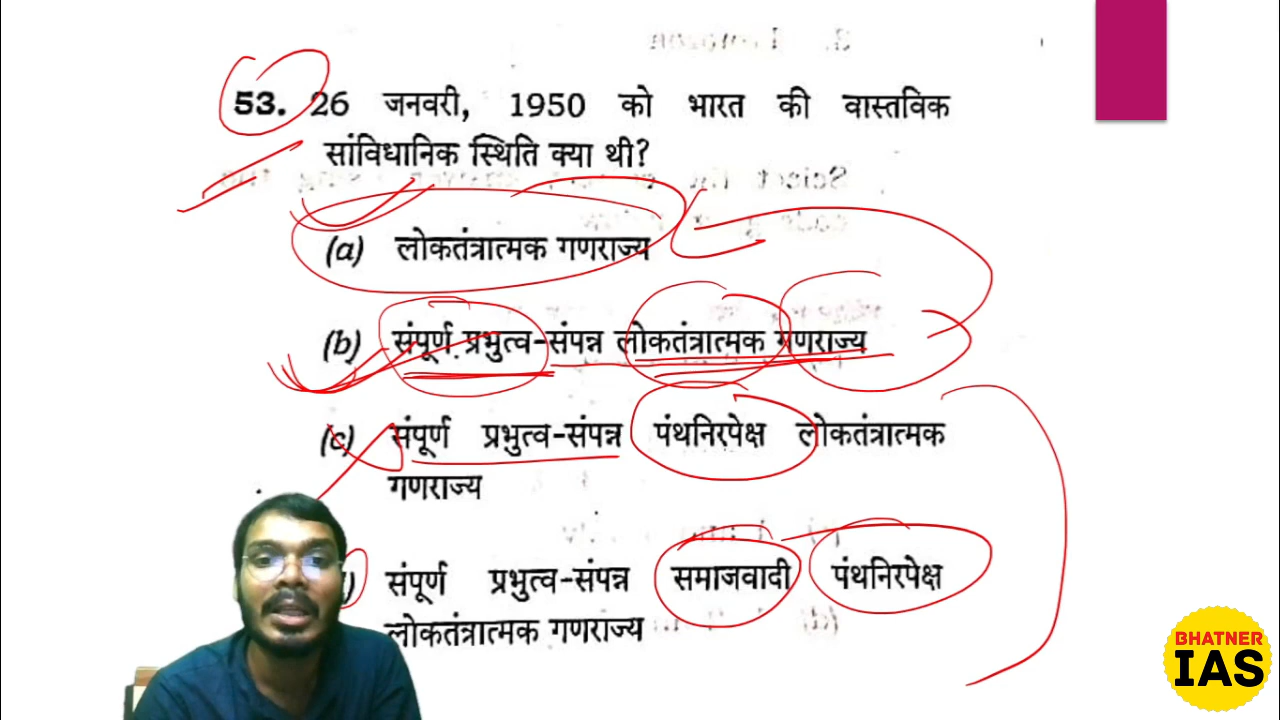 53. 26 जनवरी, 1950 को भारत की वास्तविक
सांविधानिक स्थिति क्या थी?
(a) लोकतंत्रात्मक गणराज्य
(b) संपूर्ण प्रभुत्व-संपन्न लोकतंत्रात्मक गणराज्य
(c) संपूर्ण प्रभुत्व-संपन्न पंथनिरपेक्ष लोकतंत्रात्मक
गणराज्य
संपूर्ण प्रभुत्व-संपन्न समाजवादी पंथनिरपेक्ष
लोकतंत्रात्मक गणराज्य
BHATNER
IAS